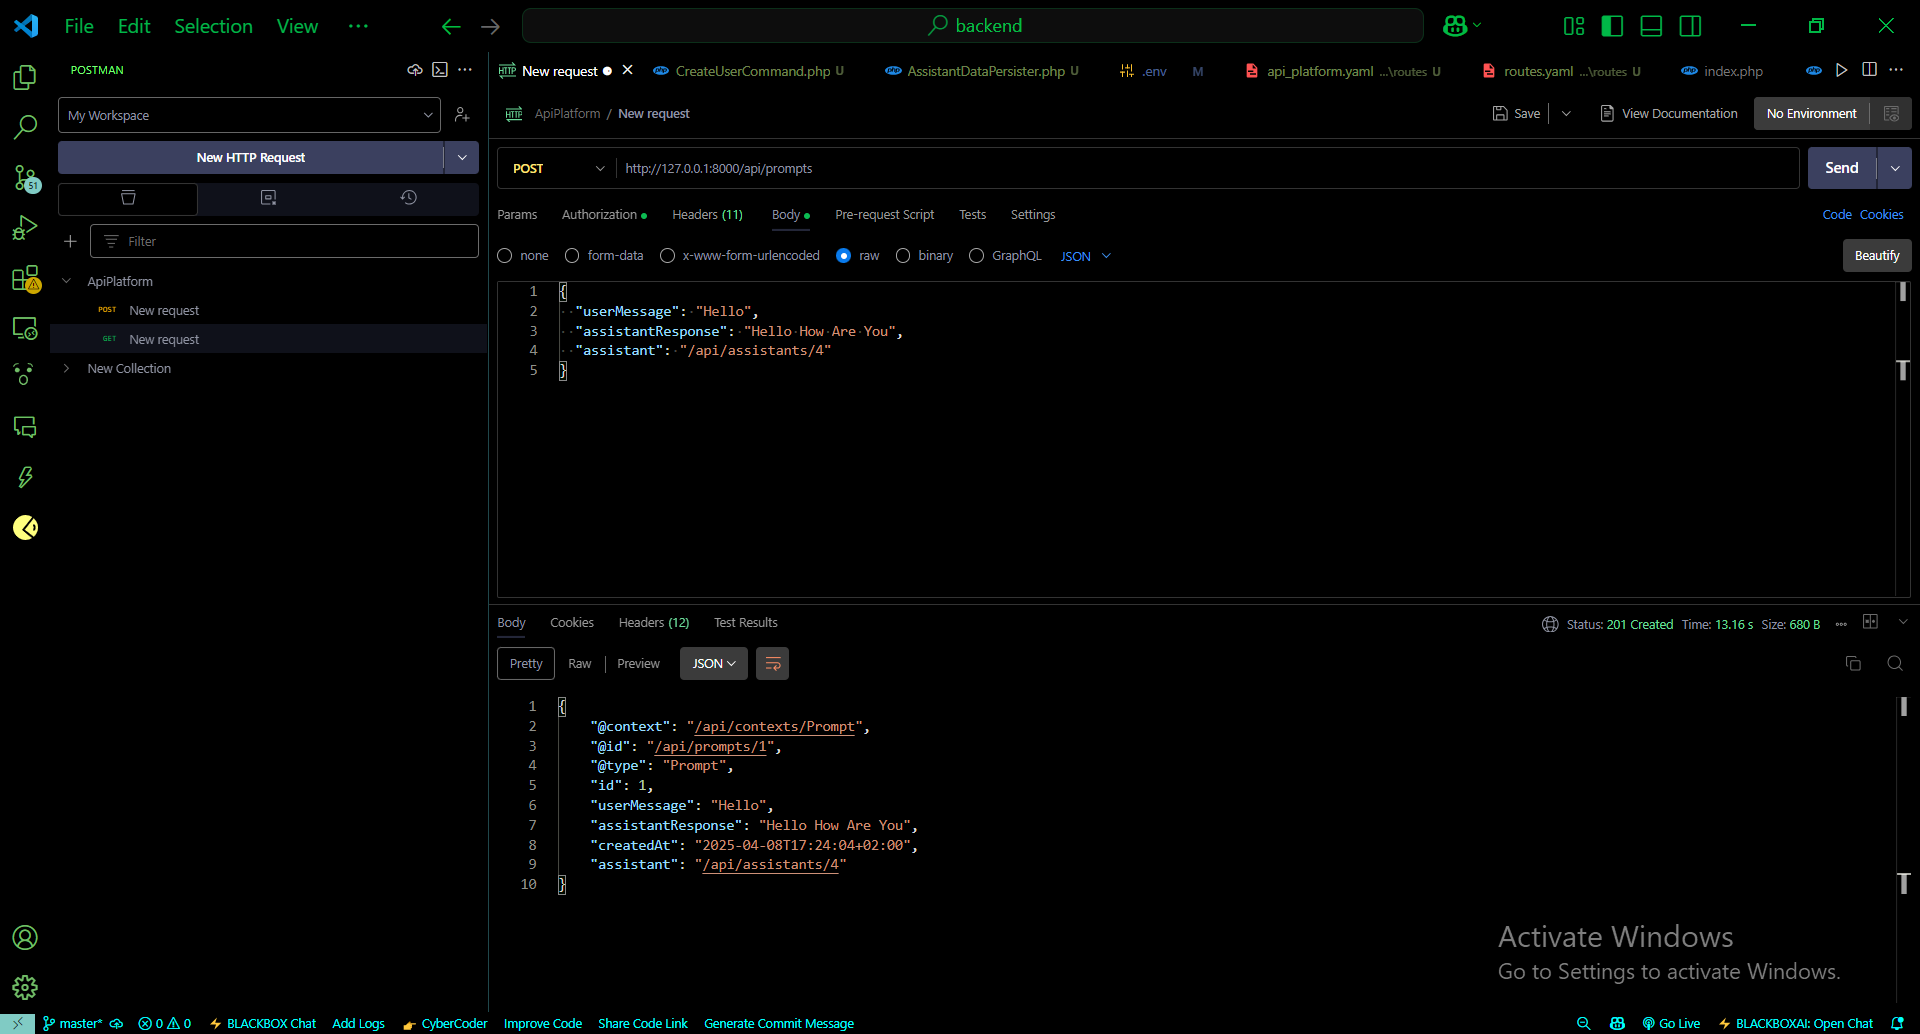 File Edit Selection View ···
backend
POSTMAN
My Workspace
New HTTP Request
Filter
ApiPlatform
POST New request
GET New request
New Collection
51
HTTP New request
CreateUserCommand.php U
AssistantDataPersister.php U
.env M
api_platform.yaml ...\routes U
routes.yaml ...\routes U
index.php
HTTP ApiPlatform / New request
Save
View Documentation
No Environment
POST http://127.0.0.1:8000/api/prompts
Send
Params Authorization Headers (11) Body Pre-request Script Tests Settings
Code Cookies
none form-data x-www-form-urlencoded raw binary GraphQL JSON
Beautify
1 {
2 "userMessage": "Hello",
3 "assistantResponse": "Hello How Are You",
4 "assistant": "/api/assistants/4"
5 }
Body Cookies Headers (12) Test Results
Status: 201 Created Time: 13.16 s Size: 680 B
Pretty Raw Preview JSON
1 {
2 "@context": "/api/contexts/Prompt",
3 "@id": "/api/prompts/1",
4 "@type": "Prompt",
5 "id": 1,
6 "userMessage": "Hello",
7 "assistantResponse": "Hello How Are You",
8 "createdAt": "2025-04-08T17:24:04+02:00",
9 "assistant": "/api/assistants/4"
10 }
Activate Windows
Go to Settings to activate Windows.
master* 0 0 BLACKBOX Chat Add Logs CyberCoder Improve Code Share Code Link Generate Commit Message
Go Live BLACKBOXAI: Open Chat